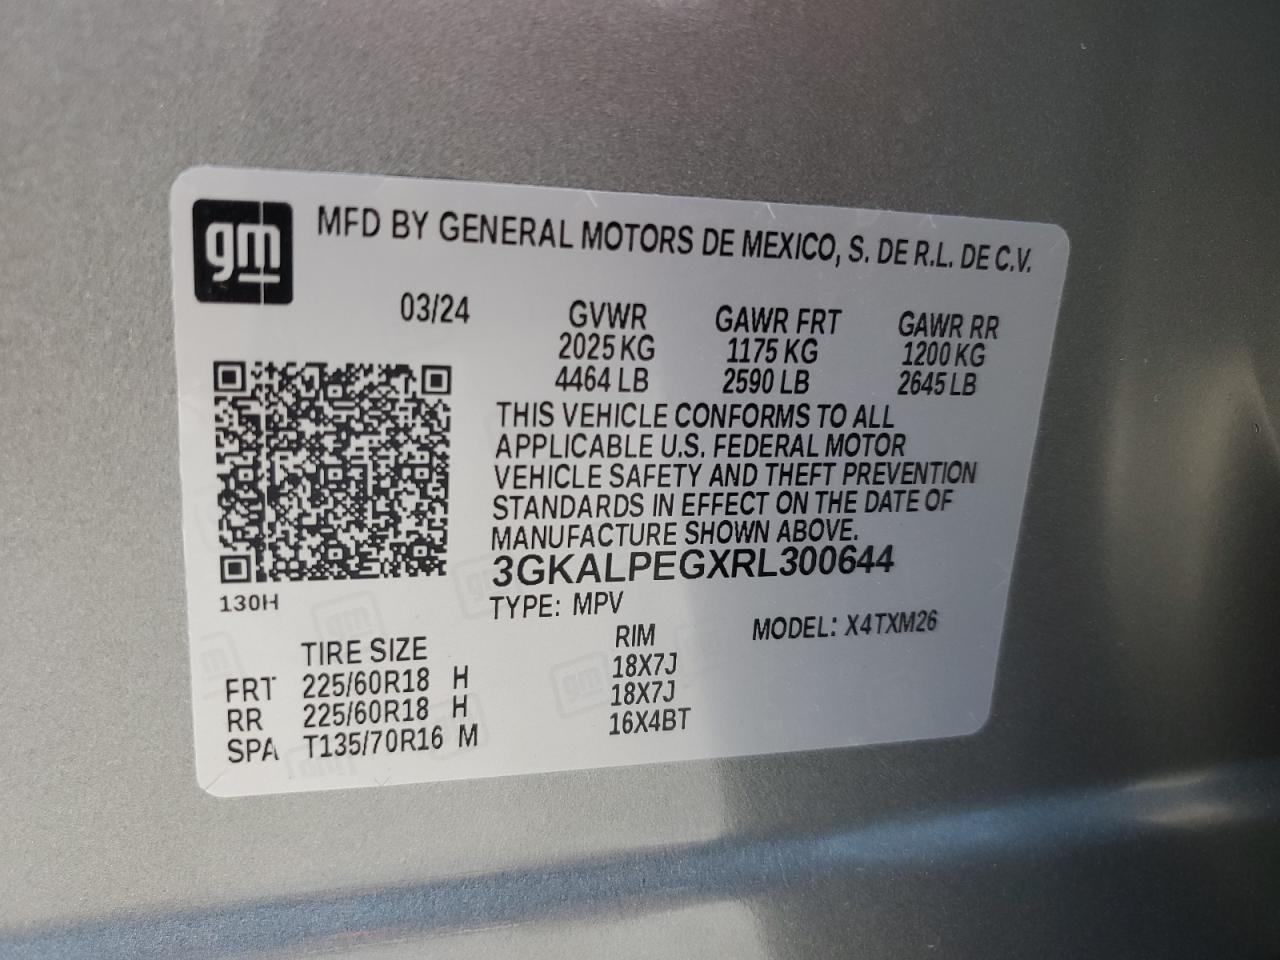 gm
MFD BY GENERAL MOTORS DE MEXICO, S. DE R.L. DE C.V.
03/24 GVWR GAWR FRT GAWR RR
2025 KG 1175 KG 1200 KG
4464 LB 2590 LB 2645 LB
THIS VEHICLE CONFORMS TO ALL
APPLICABLE U.S. FEDERAL MOTOR
VEHICLE SAFETY AND THEFT PREVENTION
STANDARDS IN EFFECT ON THE DATE OF
MANUFACTURE SHOWN ABOVE.
3GKALPEGXRL300644
130H
TYPE: MPV MODEL: X4TXM26
TIRE SIZE RIM
FRT 225/60R18 H 18X7J
RR 225/60R18 H 18X7J
SPA T135/70R16 M 16X4BT